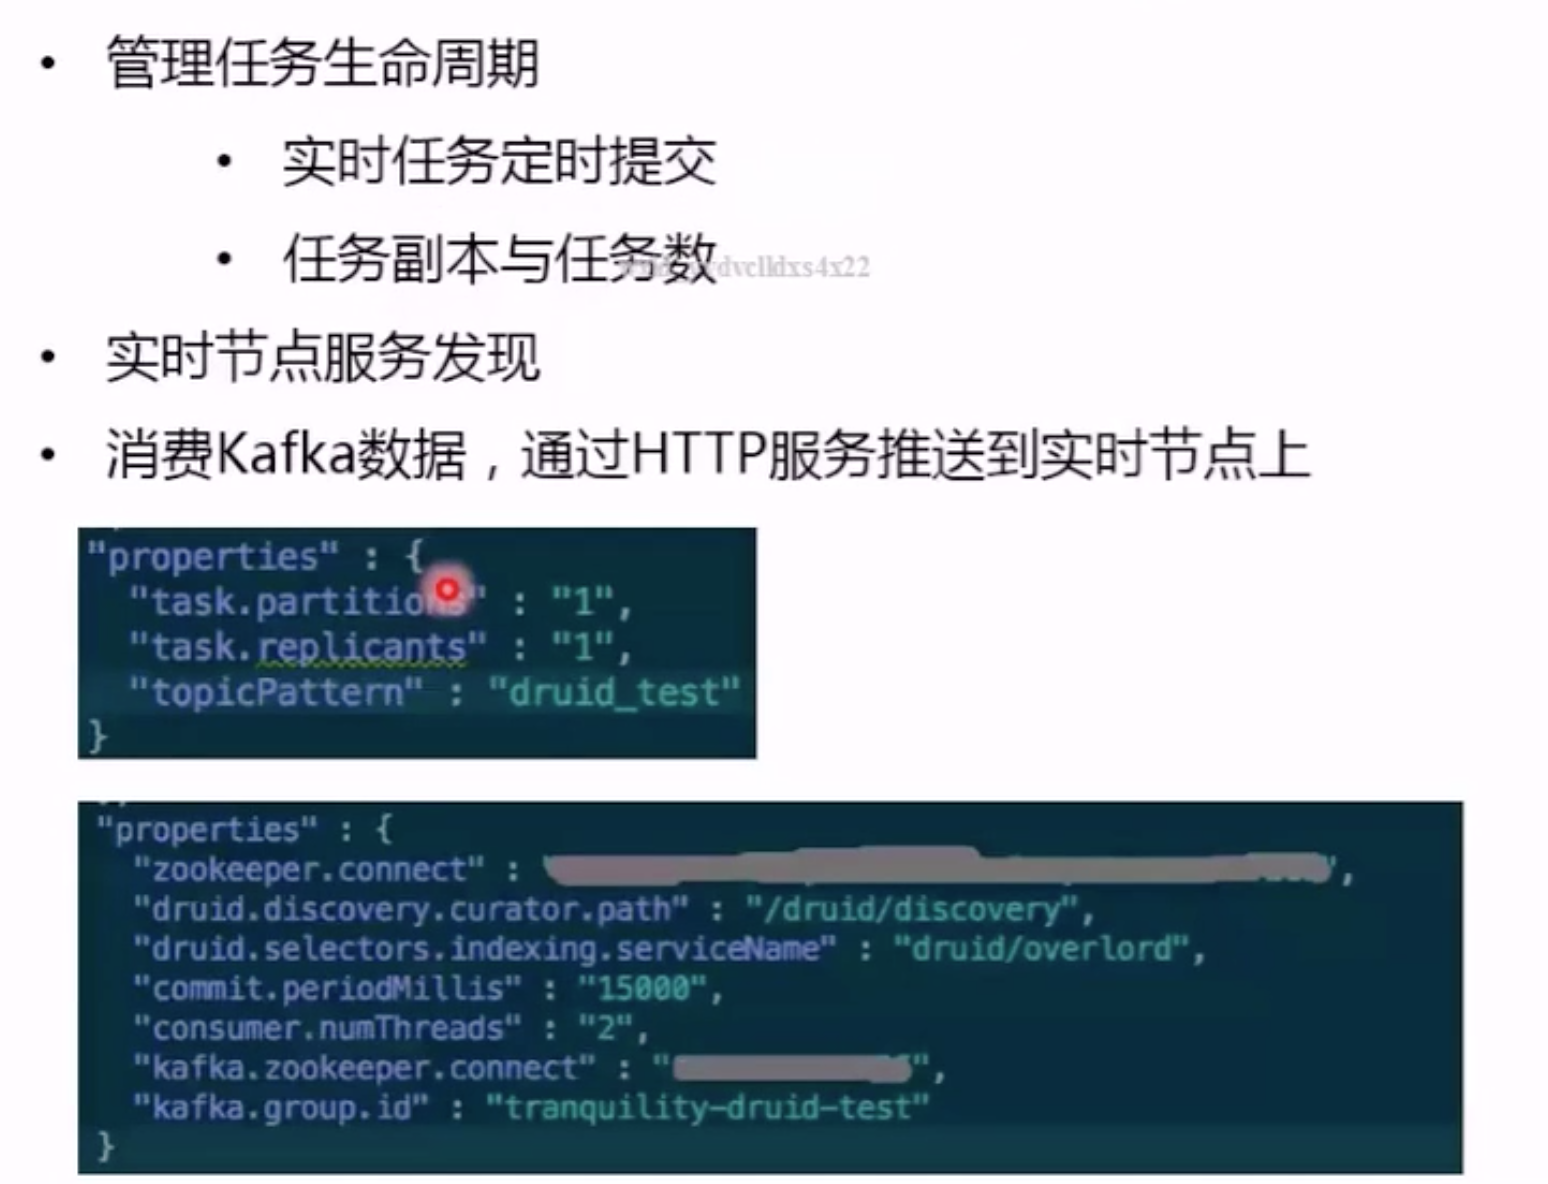 • 管理任务生命周期
• 实时任务定时提交
• 任务副本与任务数
• 实时节点服务发现
• 消费Kafka数据，通过HTTP服务推送到实时节点上
"properties" : {
"task.partitions" : "1",
"task.replicants" : "1",
"topicPattern" : "druid_test"
}
"properties" : {
"zookeeper.connect" : ",
"druid.discovery.curator.path" : "/druid/discovery",
"druid.selectors.indexing.serviceName" : "druid/overlord",
"commit.periodMillis" : "15000",
"consumer.numThreads" : "2",
"kafka.zookeeper.connect" : "",
"kafka.group.id" : "tranquility-druid-test"
}